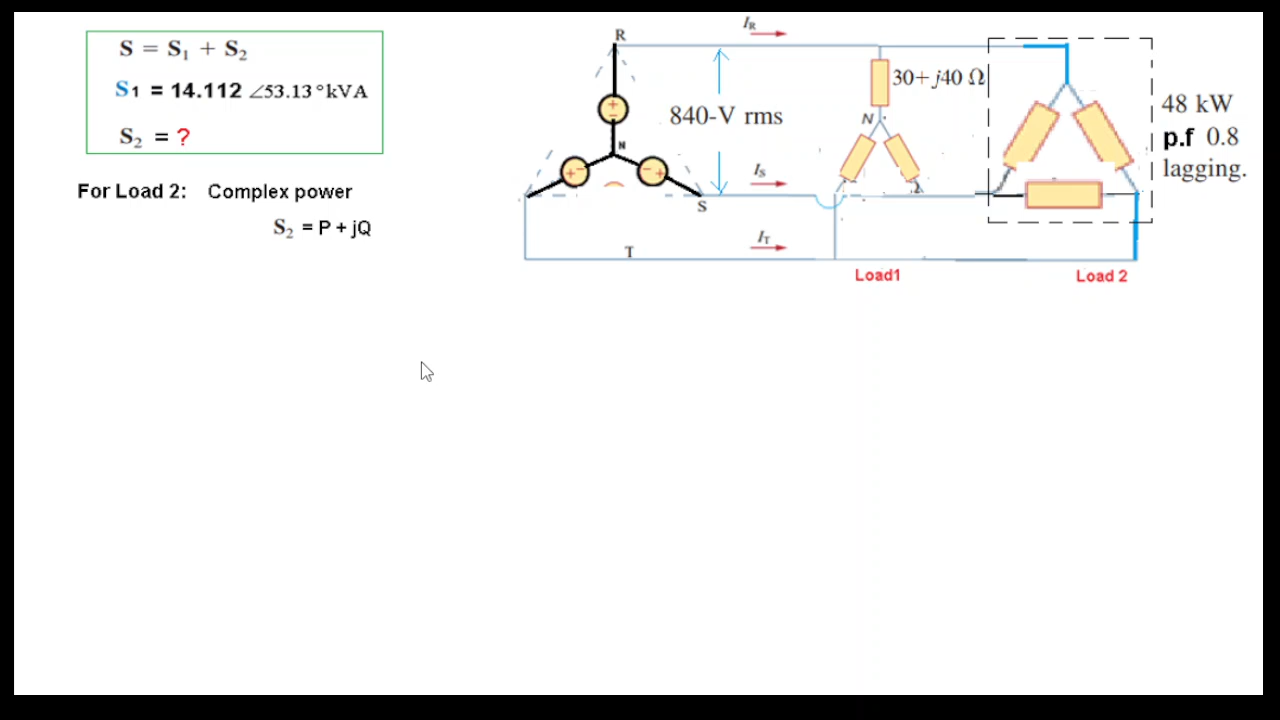 S = S₁ + S₂
S1 = 14.112 ∠53.13°kVA
S₂ = ?
For Load 2: Complex power
S₂ = P + jQ
I_R
R
30+ j40 Ω
840-V rms
N
N
48 kW
p.f 0.8
lagging.
I_S
S
I_T
T
Load1
Load 2